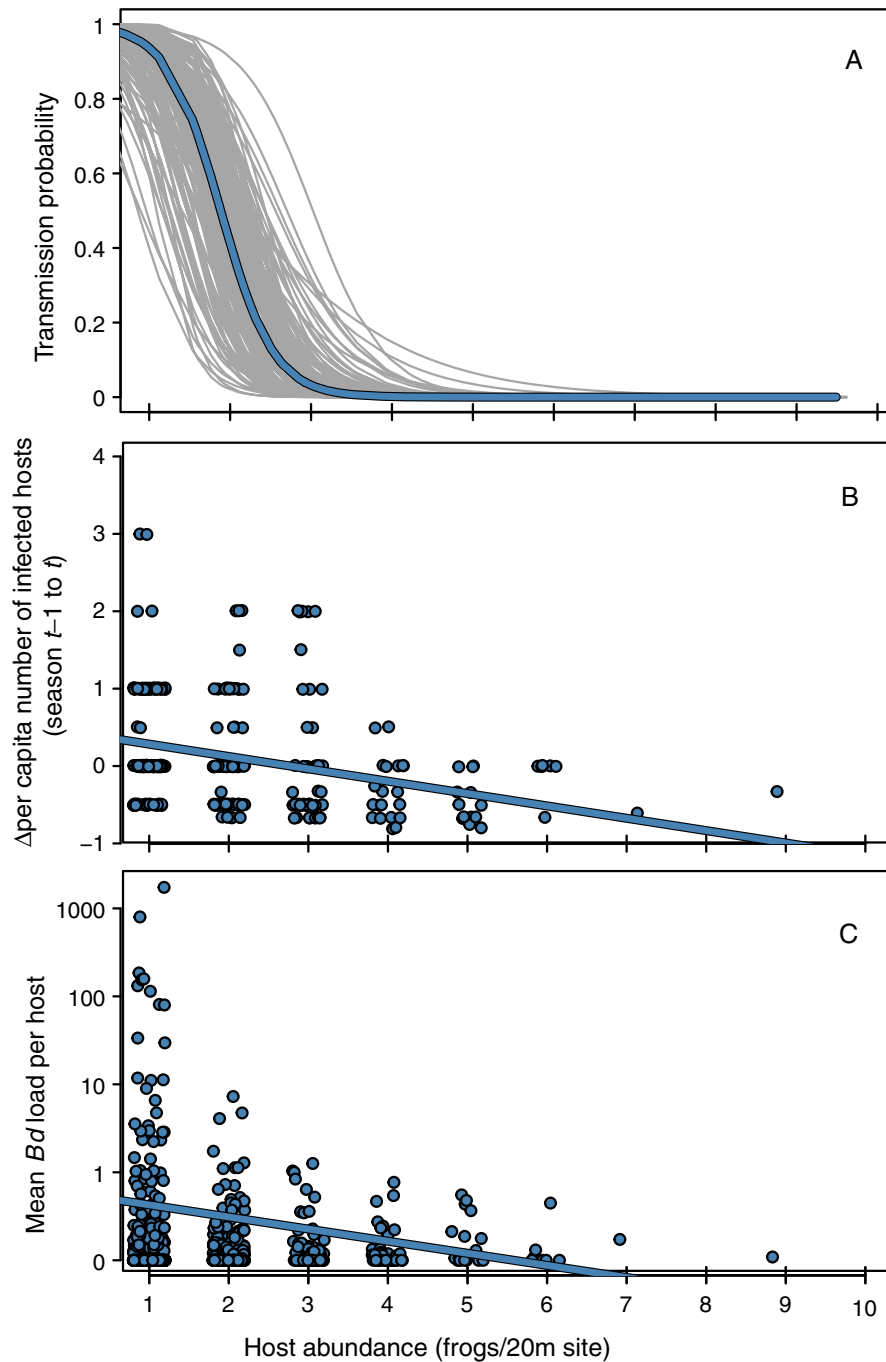 A
Transmission probability
1
0.8
0.6
0.4
0.2
0
B
Δper capita number of infected hosts
(season t–1 to t)
4
3
2
1
0
–1
C
Mean Bd load per host
1000
100
10
1
0
1 2 3 4 5 6 7 8 9 10
Host abundance (frogs/20m site)